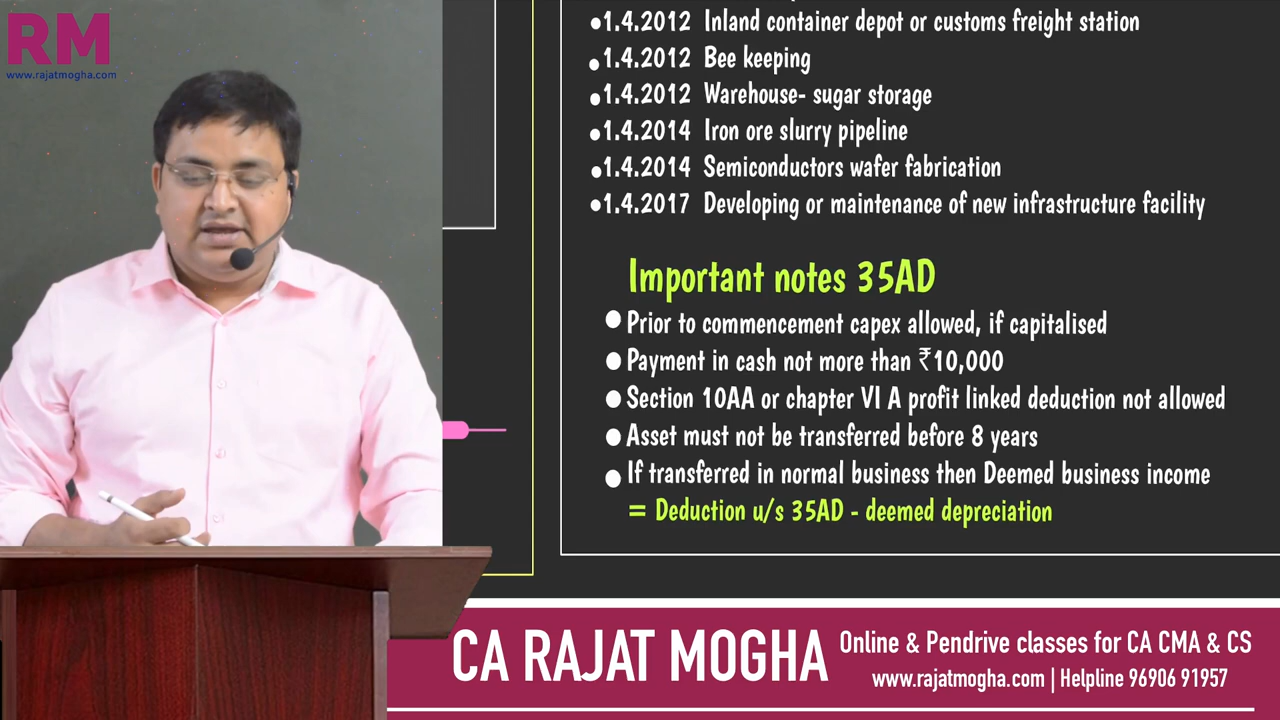 RM
www.rajatmogha.com
•1.4.2012 Inland container depot or customs freight station
•1.4.2012 Bee keeping
•1.4.2012 Warehouse- sugar storage
•1.4.2014 Iron ore slurry pipeline
•1.4.2014 Semiconductors wafer fabrication
•1.4.2017 Developing or maintenance of new infrastructure facility
Important notes 35AD
• Prior to commencement capex allowed, if capitalised
• Payment in cash not more than ₹10,000
• Section 10AA or chapter VI A profit linked deduction not allowed
• Asset must not be transferred before 8 years
• If transferred in normal business then Deemed business income
= Deduction u/s 35AD - deemed depreciation
CA RAJAT MOGHA
Online & Pendrive classes for CA CMA & CS
www.rajatmogha.com | Helpline 96906 91957